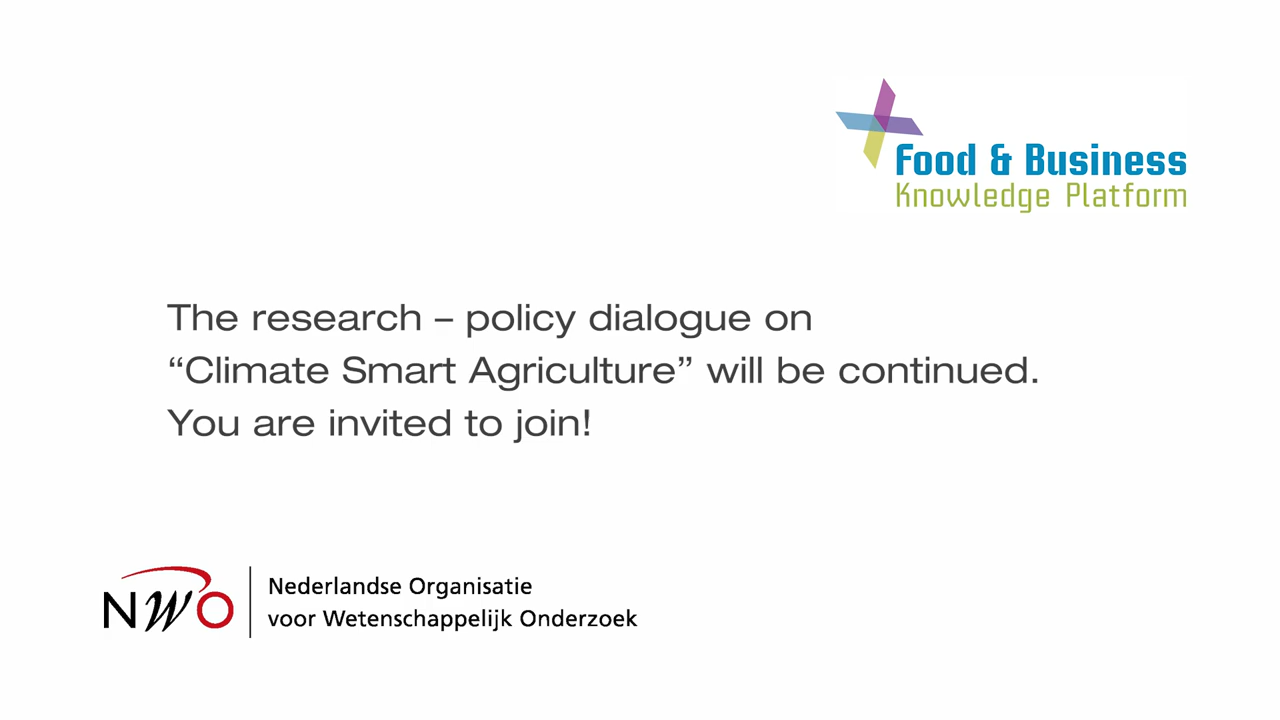 Food & Business
Knowledge Platform
The research – policy dialogue on
“Climate Smart Agriculture” will be continued.
You are invited to join!
NWO
Nederlandse Organisatie
voor Wetenschappelijk Onderzoek